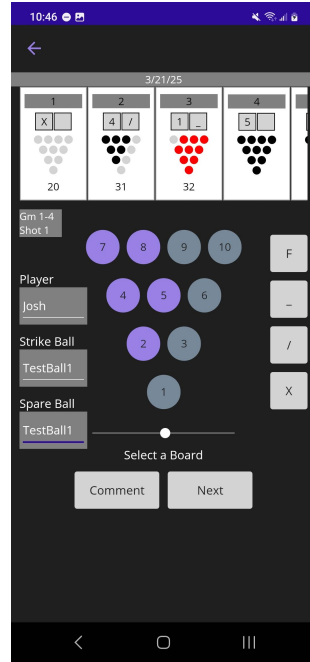 10:46
3/21/25
1 2 3 4
X 4 / 1 _ 5
20 31 32
Gm 1-4
Shot 1
7 8 9 10
F
Player
4 5 6
Josh
_
Strike Ball
2 3
/
TestBall1
1
X
Spare Ball
TestBall1
Select a Board
Comment Next